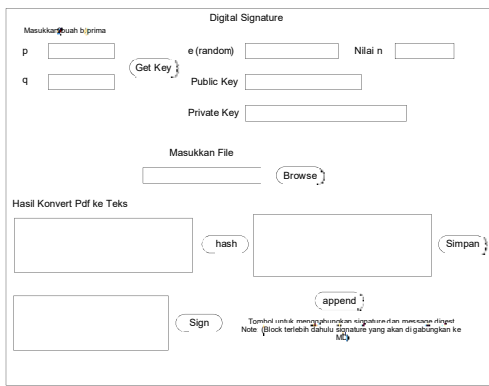 Digital Signature
Masukkan buah b prima
p
e (random)
Nilai n
Get Key
q
Public Key
Private Key
Masukkan File
Browse
Hasil Konvert Pdf ke Teks
hash
Simpan
append
Sign
Tombol untuk menggabungkan signature dan message digest
Note (Block terlebih dahulu signature yang akan di gabungkan ke